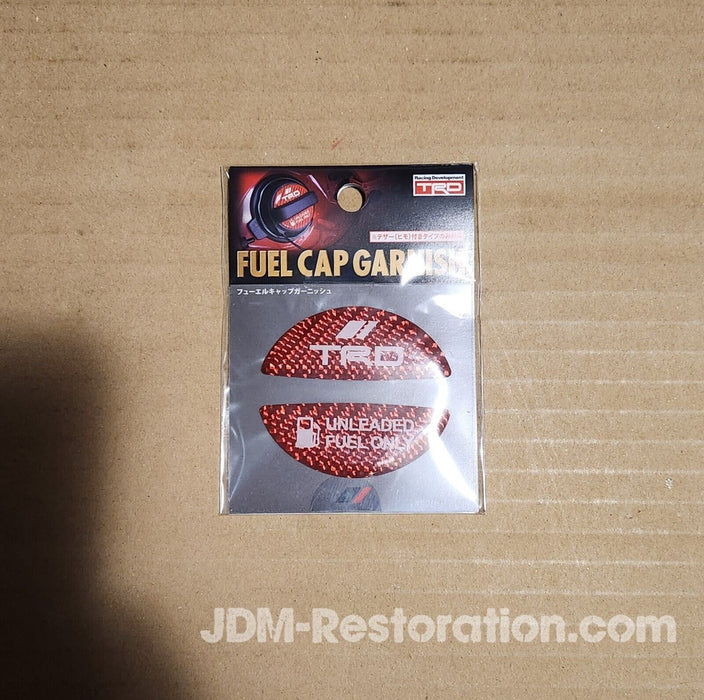 Racing Development
TRD
TRD
※テザー(ヒモ)付きタイプのみ対応
FUEL CAP GARNISH
フューエルキャップガーニッシュ
TRD
UNLEADED
FUEL ONLY
JDM-Restoration.com